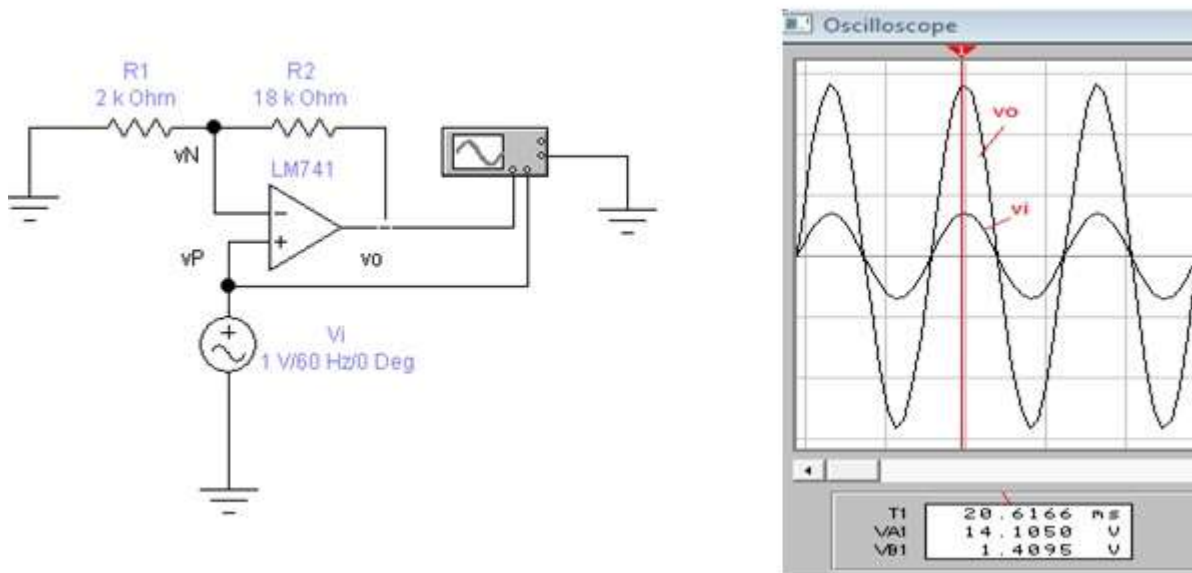 R1
2 k Ohm
R2
18 k Ohm
vN
LM741
vP
vo
Vi
1 V/60 Hz/0 Deg
Oscilloscope
1
vo
vi
T1 20.6166 ms
VA1 14.1050 V
VB1 1.4095 V